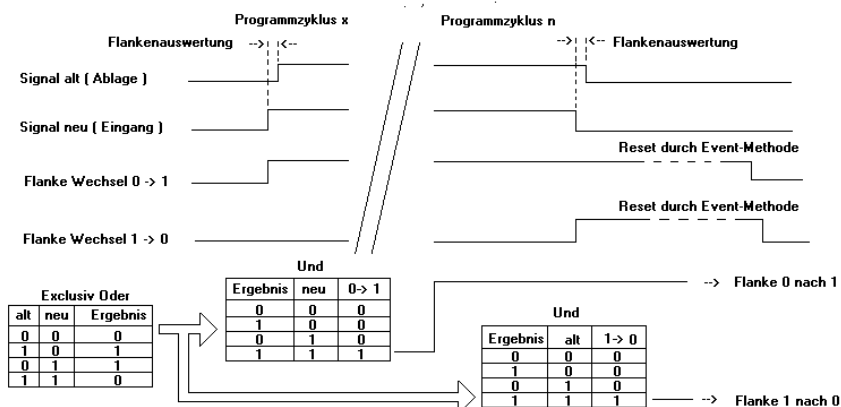 Programmzyklus x
Programmzyklus n
Flankenauswertung -->
<--
-->
<-- Flankenauswertung
Signal alt ( Ablage )
Signal neu ( Eingang )
Reset durch Event-Methode
Flanke Wechsel 0 -> 1
Reset durch Event-Methode
Flanke Wechsel 1 -> 0
Und
Ergebnis neu 0-> 1
0 0 0
1 0 0
0 1 0
1 1 1
--> Flanke 0 nach 1
Exclusiv Oder
alt neu Ergebnis
0 0 0
1 0 1
0 1 1
1 1 0
Und
Ergebnis alt 1-> 0
0 0 0
1 0 0
0 1 0
1 1 1
--> Flanke 1 nach 0